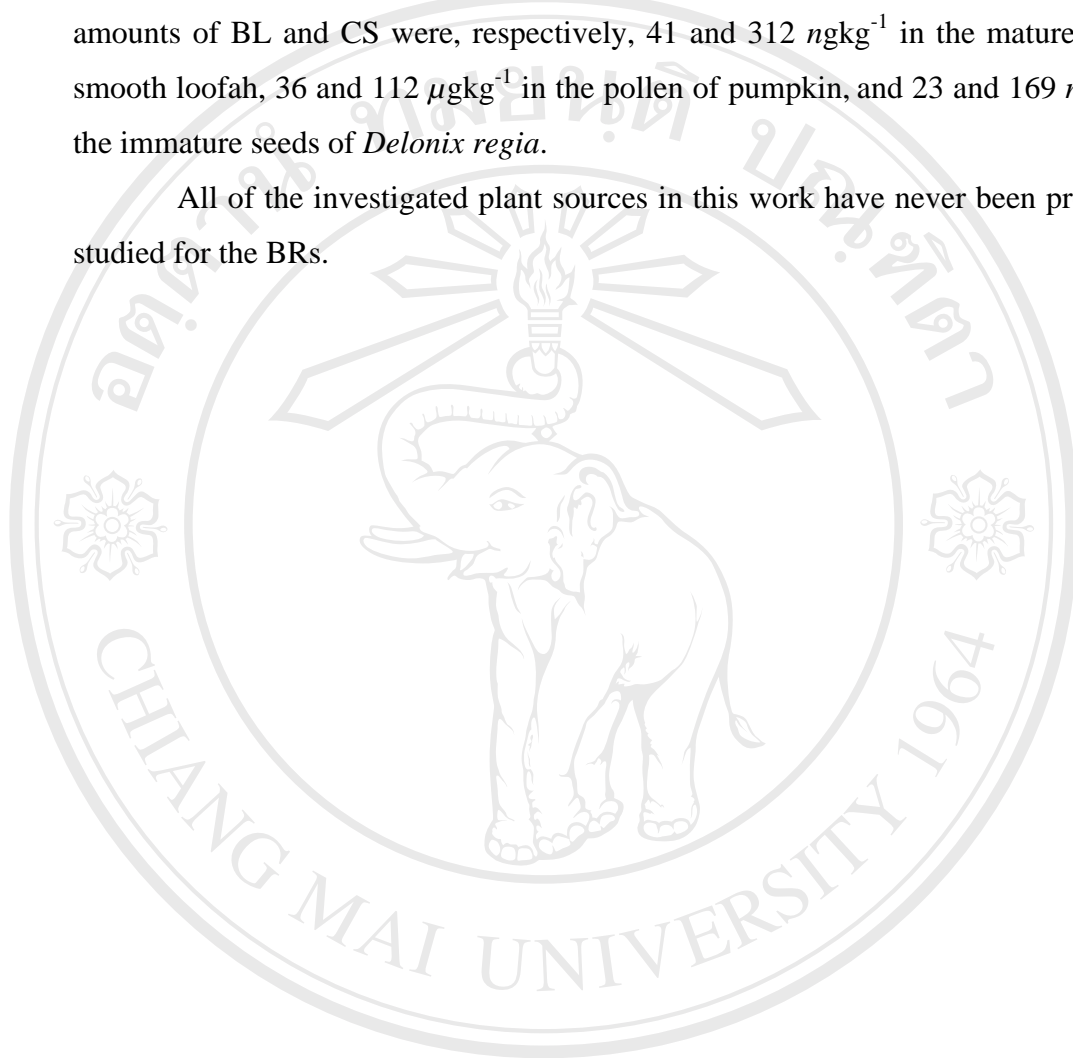 amounts of BL and CS were, respectively, 41 and 312 ngkg⁻¹ in the mature
smooth loofah, 36 and 112 µgkg⁻¹ in the pollen of pumpkin, and 23 and 169
the immature seeds of Delonix regia.
All of the investigated plant sources in this work have never been
studied for the BRs.
CHIANG MAI UNIVERSITY 1964